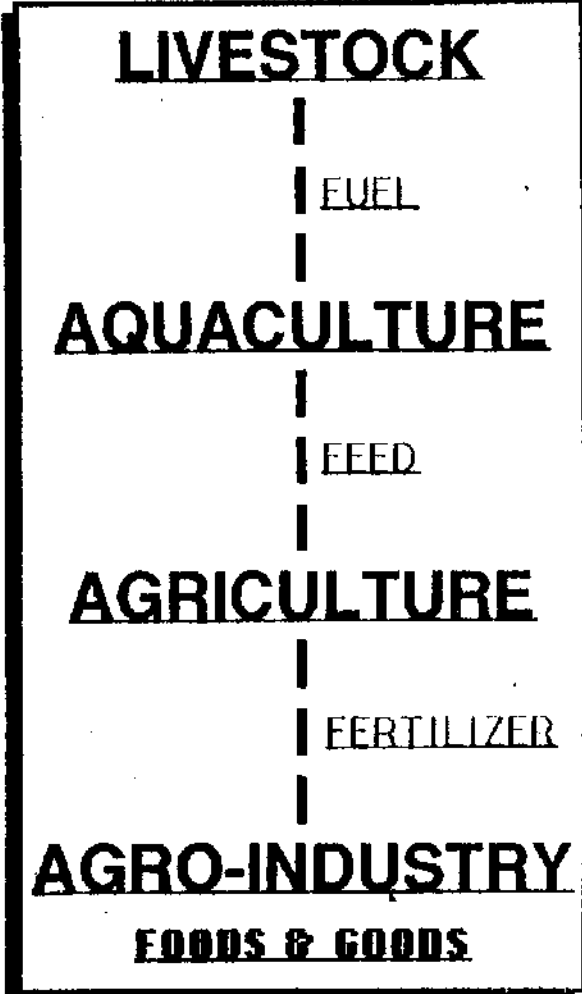 LIVESTOCK
FUEL
AQUACULTURE
FEED
AGRICULTURE
FERTILIZER
AGRO-INDUSTRY
FOODS & GOODS